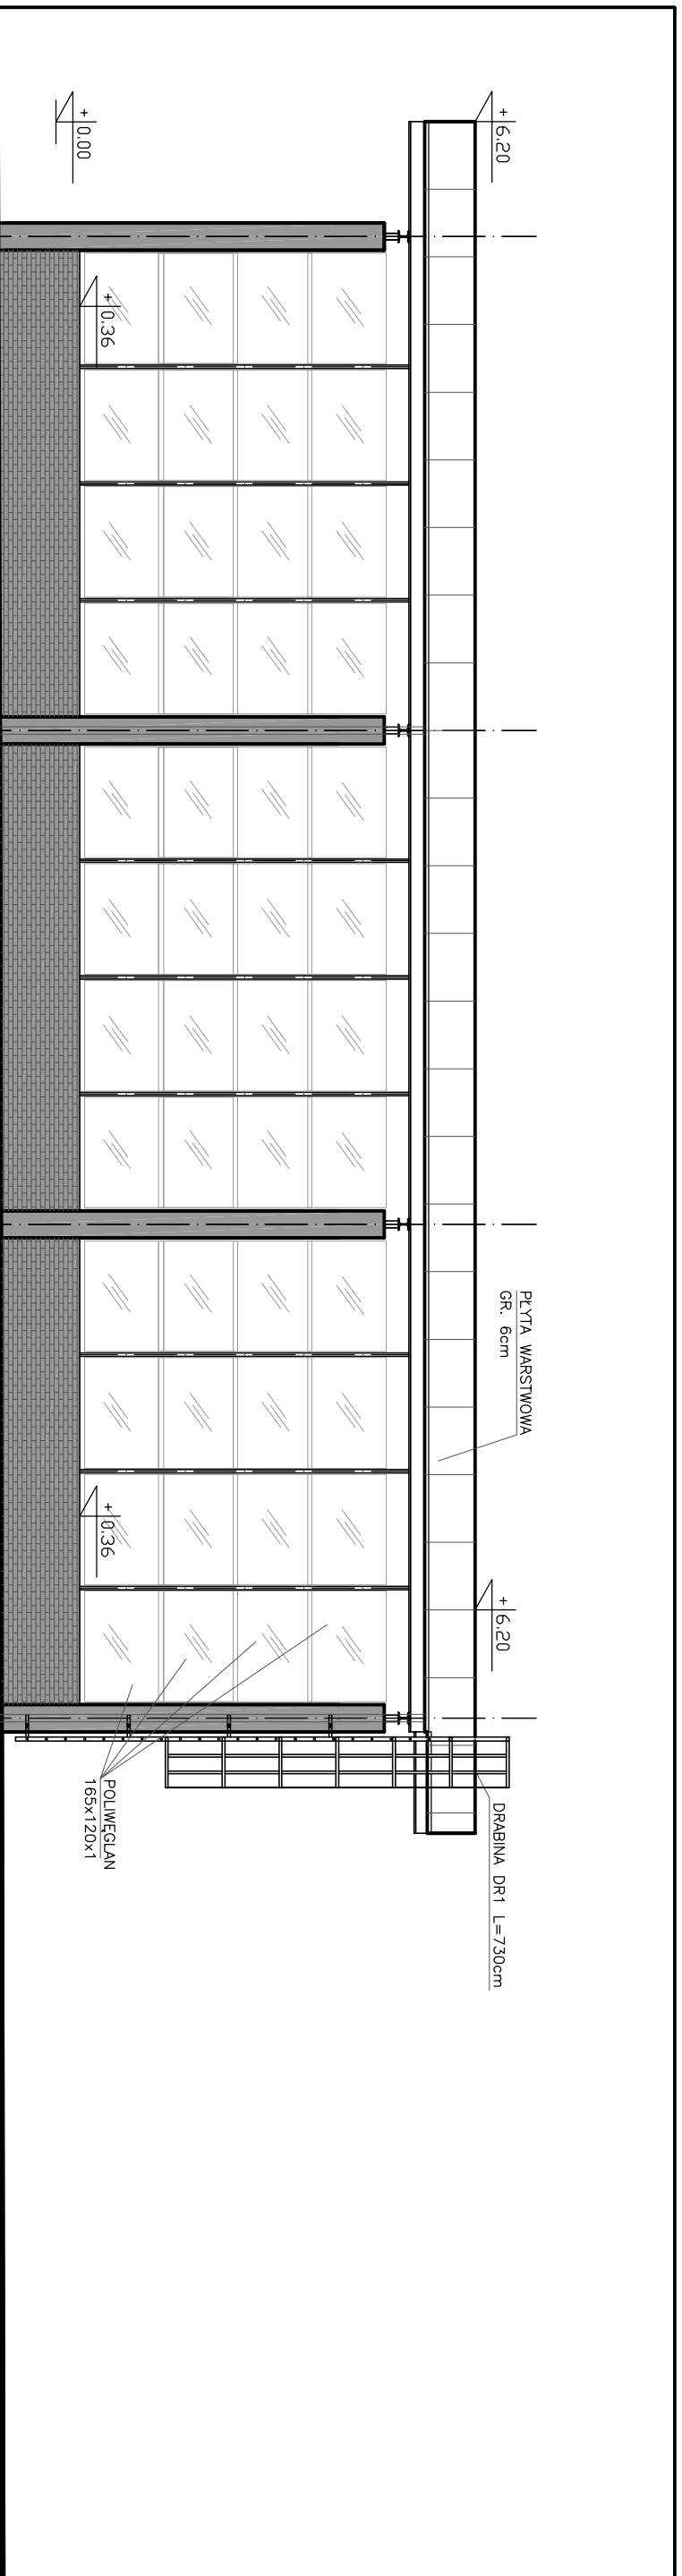 + 6.20
+ 0.00
+ 0.36
PŁYTA WARSTWOWA
GR. 6cm
+ 0.36
+ 6.20
DRABINA DR1 L=730cm
POLIWĘGLAN
165x120x1